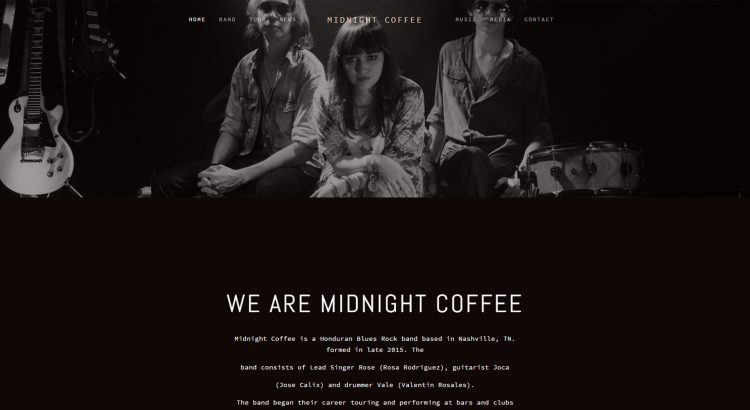 HOME BAND TOUR NEWS MIDNIGHT COFFEE MUSIC MEDIA CONTACT
WE ARE MIDNIGHT COFFEE
Midnight Coffee is a Honduran Blues Rock band based in Nashville, TN.
formed in late 2015. The
band consists of Lead Singer Rose (Rosa Rodriguez), guitarist Joca
(Jose Calix) and drummer Vale (Valentin Rosales).
The band began their career touring and performing at bars and clubs